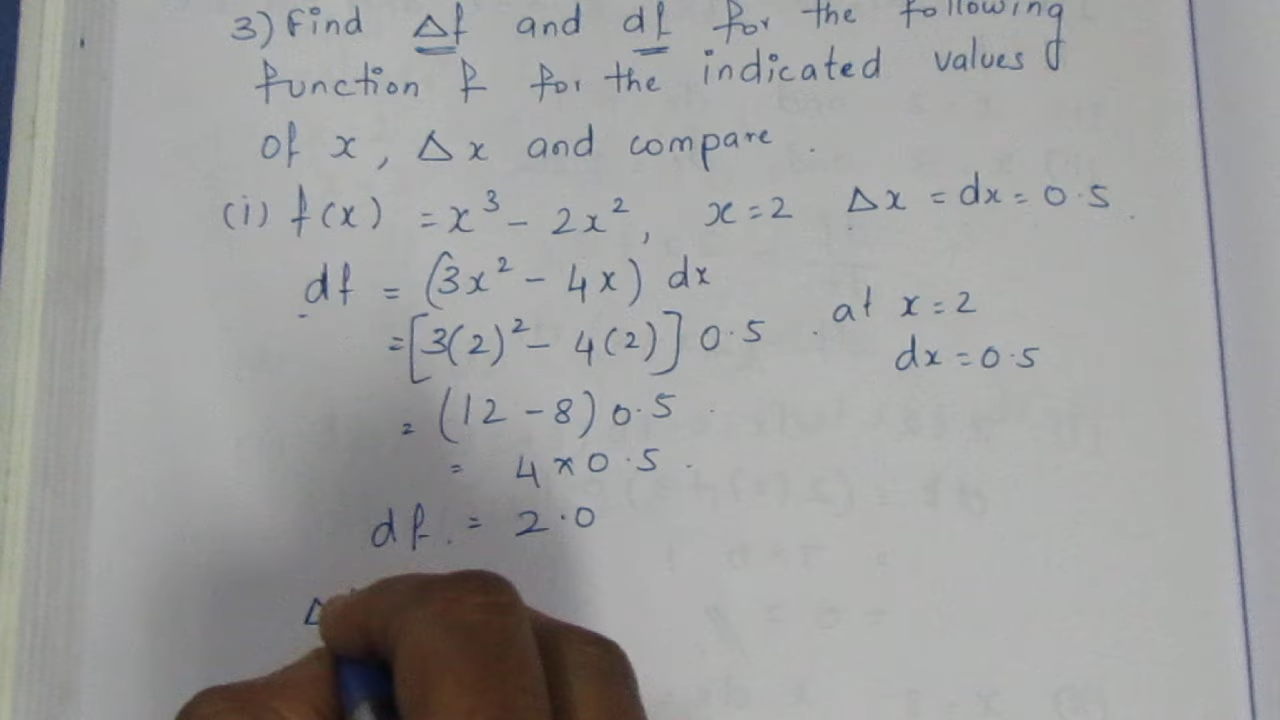 3) Find Δf and df for the following
function f for the indicated values
of x, Δx and compare.
(i) f(x) = x³ - 2x², x = 2 Δx = dx = 0.5.
df = (3x² - 4x) dx
= [3(2)² - 4(2)] 0.5 . at x = 2
dx = 0.5
= (12 - 8) 0.5 .
= 4 × 0.5 .
df . = 2.0
Δ